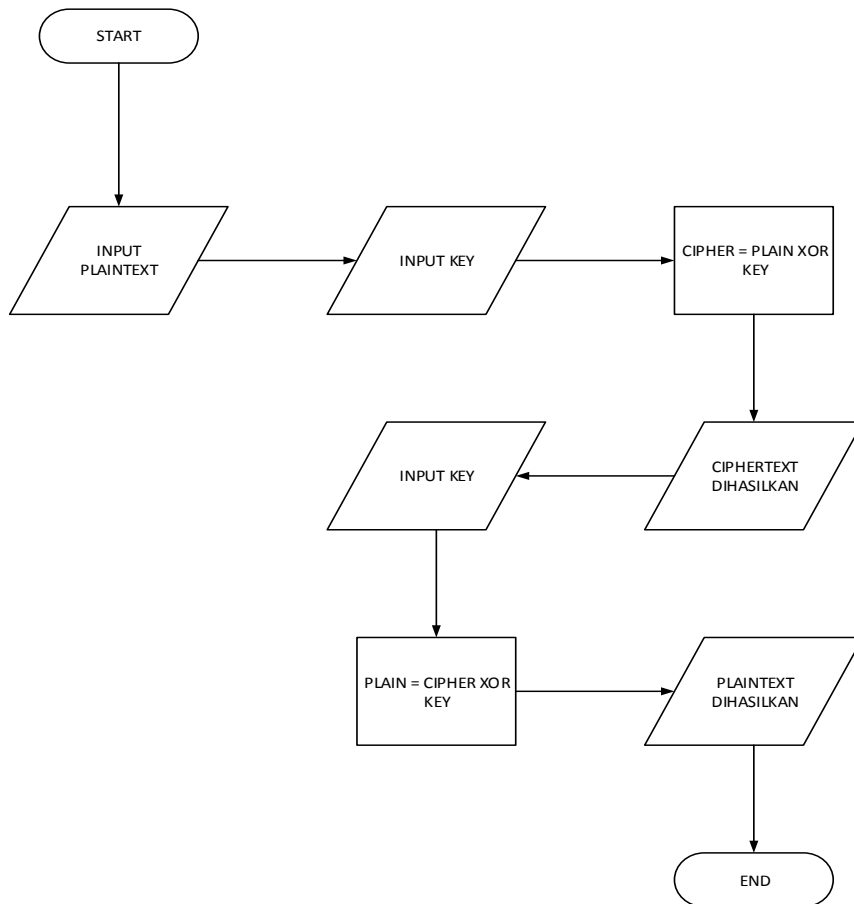 START
INPUT
PLAINTEXT
INPUT KEY
CIPHER = PLAIN XOR
KEY
CIPHERTEXT
DIHASILKAN
INPUT KEY
PLAIN = CIPHER XOR
KEY
PLAINTEXT
DIHASILKAN
END